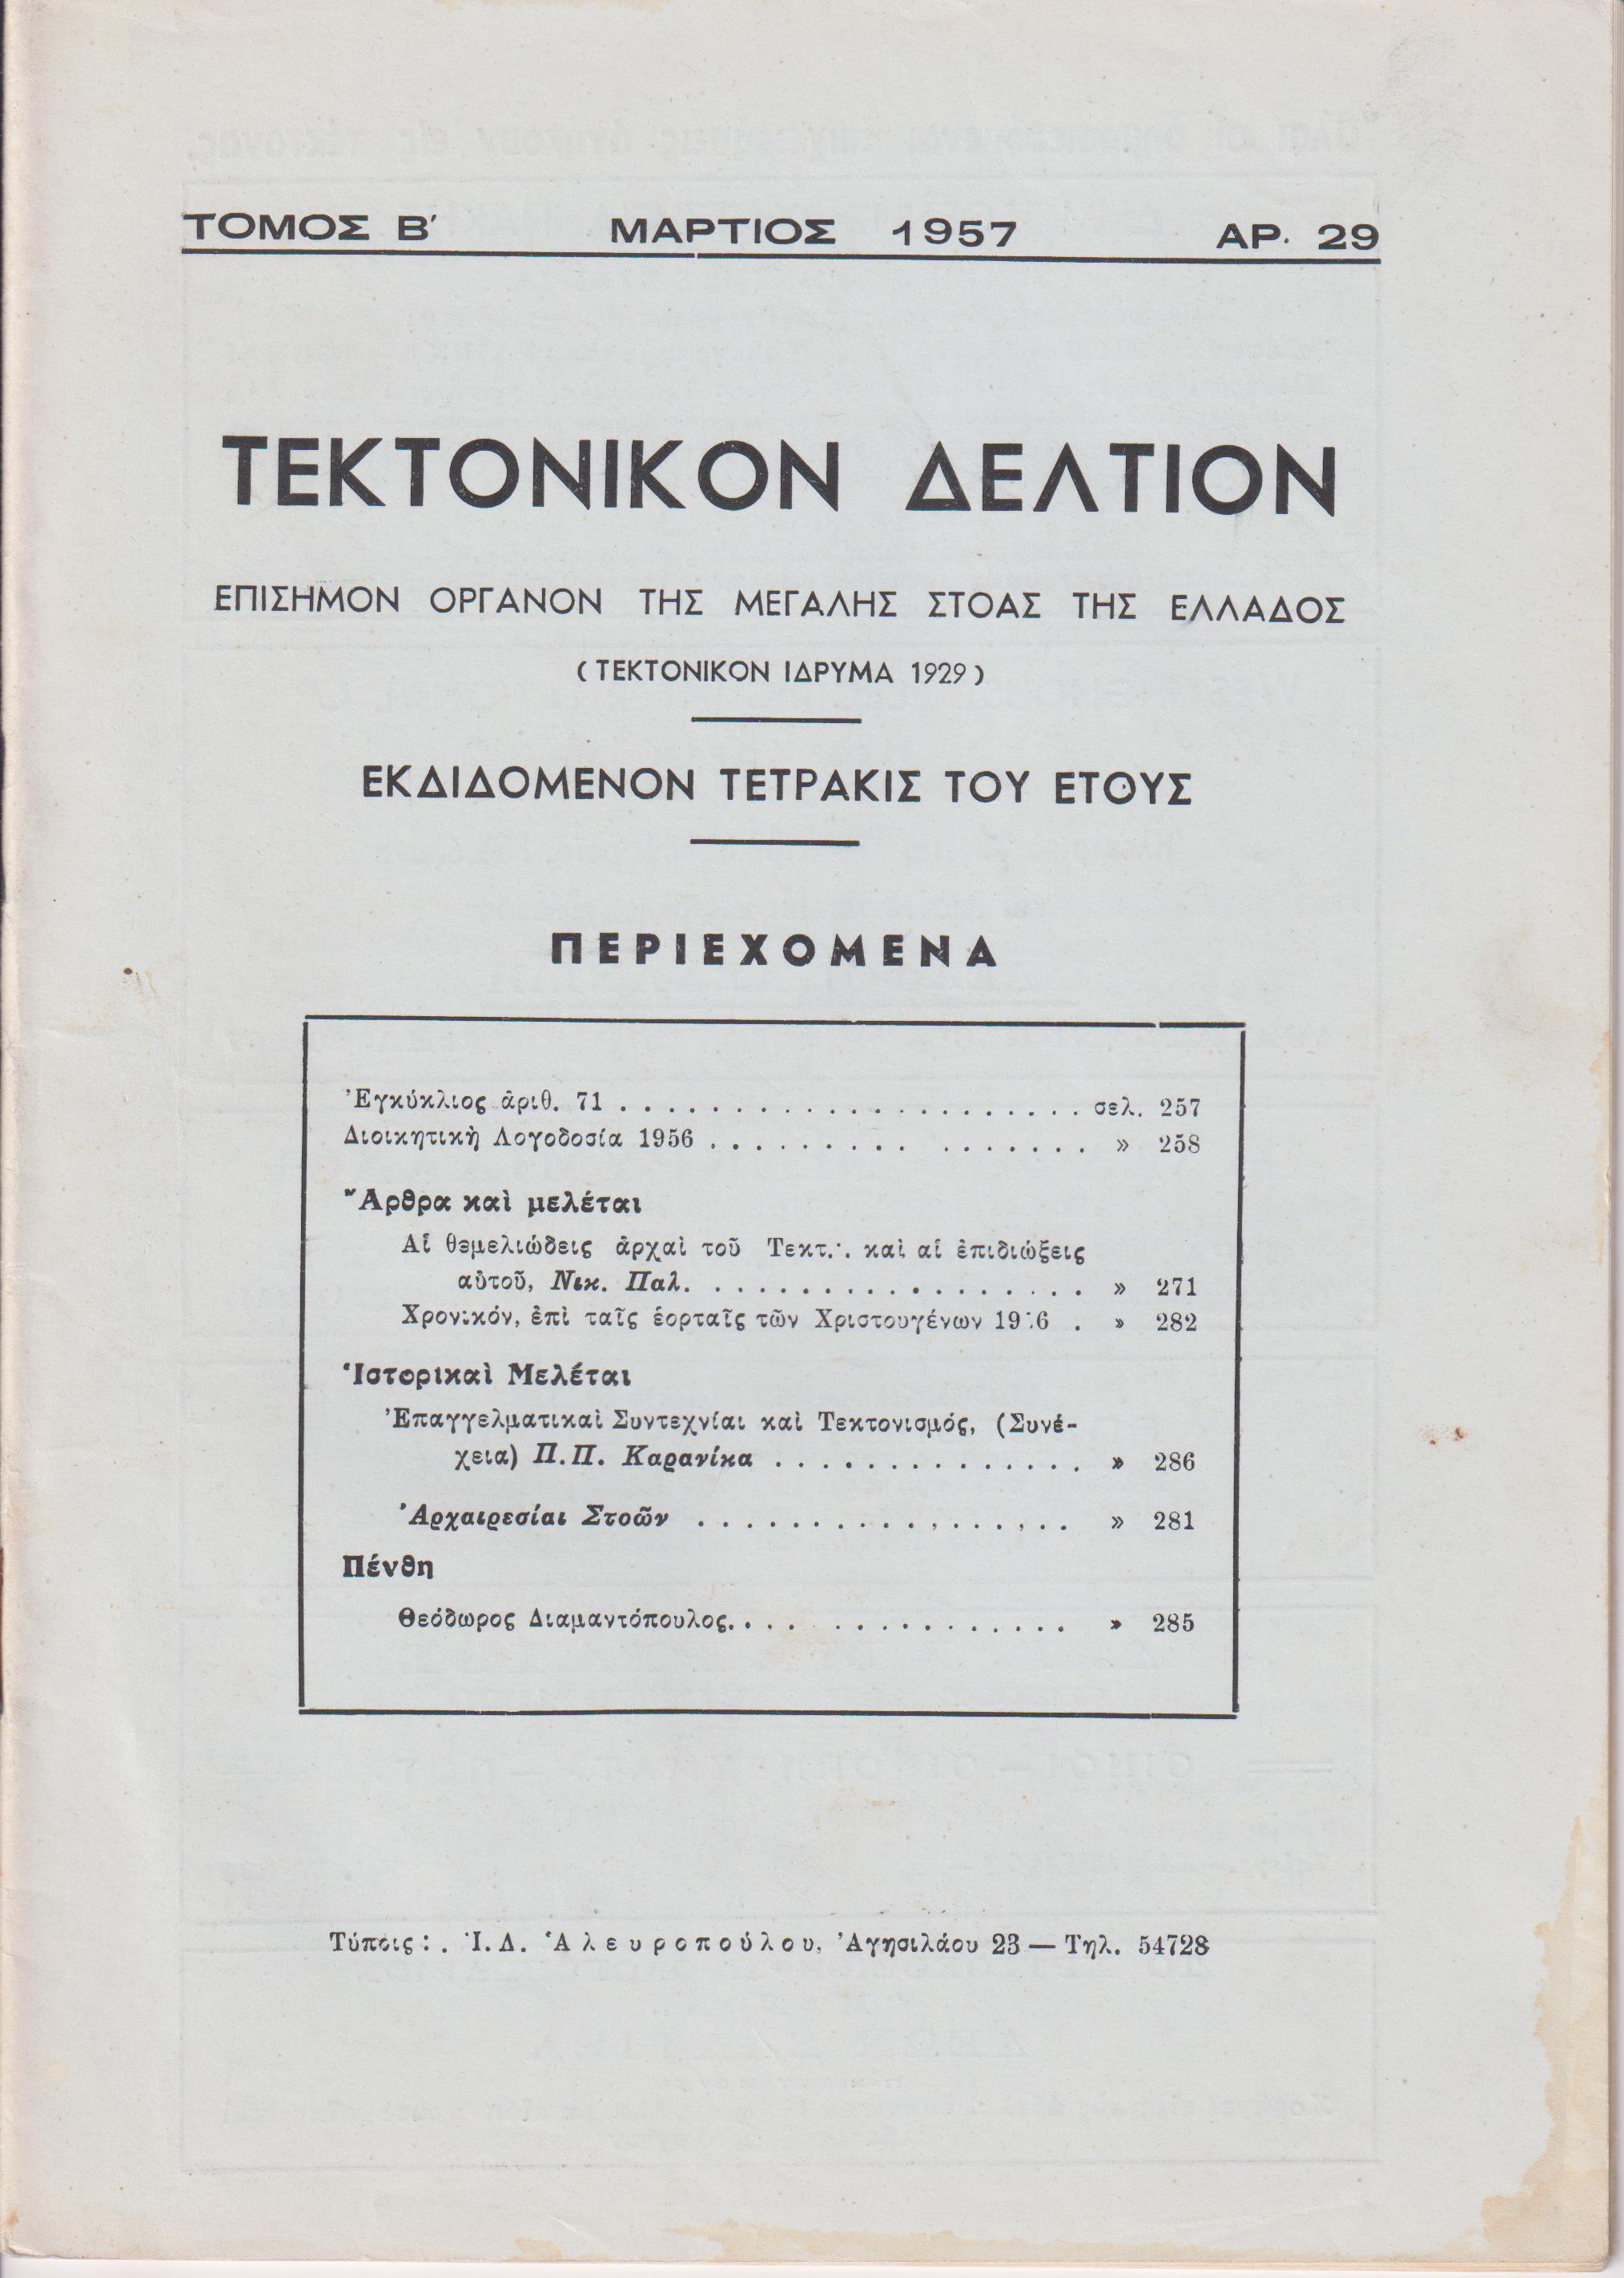 ΤΟΜΟΣ Β' ΜΑΡΤΙΟΣ 1957 ΑΡ. 29
ΤΕΚΤΟΝΙΚΟΝ ΔΕΛΤΙΟΝ
ΕΠΙΣΗΜΟΝ ΟΡΓΑΝΟΝ ΤΗΣ ΜΕΓΑΛΗΣ ΣΤΟΑΣ ΤΗΣ ΕΛΛΑΔΟΣ
(ΤΕΚΤΟΝΙΚΟΝ ΙΔΡΥΜΑ 1929)
ΕΚΔΙΔΟΜΕΝΟΝ ΤΕΤΡΑΚΙΣ ΤΟΥ ΕΤΟΥΣ
ΠΕΡΙΕΧΟΜΕΝΑ
Ἐγκύκλιος ἀριθ. 71 . . . . . . . . . . . . . . . . . . . . . σελ. 257
Διοικητικὴ Λογοδοσία 1956 . . . . . . . . . . . . . . . . » 258
Ἄρθρα καὶ μελέται
Αἱ θεμελιώδεις ἀρχαὶ τοῦ Τεκτ.∴ καὶ αἱ ἐπιδιώξεις
αὐτοῦ, Νικ. Παλ. . . . . . . . . . . . . . . . . . » 271
Χρονικόν, ἐπὶ ταῖς ἑορταῖς τῶν Χριστουγένων 19 6 . » 282
Ἱστορικαὶ Μελέται
Ἐπαγγελματικαὶ Συντεχνίαι καὶ Τεκτονισμός, (Συνέ-
χεια) Π.Π. Καρανίκα . . . . . . . . . . . . . . » 286
Ἀρχαιρεσίαι Στοῶν . . . . . . . . . . . . . . . . . » 281
Πένθη
Θεόδωρος Διαμαντόπουλος. . . . . . . . . . . . . . . » 285
Τύποις: . Ἰ. Δ. Ἀλευροπούλου, Ἀγησιλάου 23 — Τηλ. 54728